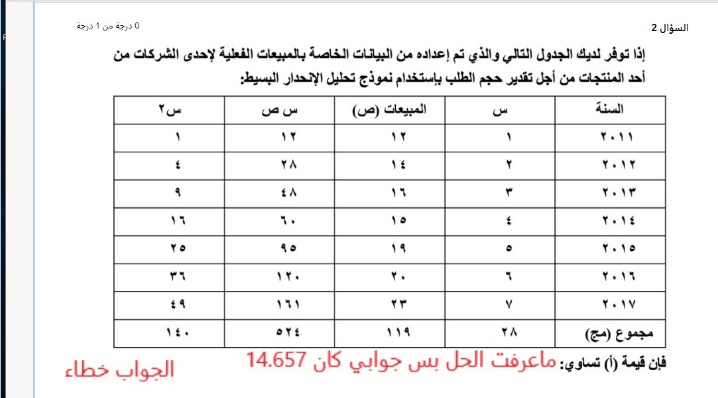 السؤال 2
0 درجة من 1 درجة
إذا توفر لديك الجدول التالي والذي تم إعداده من البيانات الخاصة بالمبيعات الفعلية لإحدى الشركات من
أحد المنتجات من أجل تقدير حجم الطلب بإستخدام نموذج تحليل الإنحدار البسيط:
السنة س المبيعات (ص) س ص س٢
٢٠١١ ١ ١٢ ١٢ ١
٢٠١٢ ٢ ١٤ ٢٨ ٤
٢٠١٣ ٣ ١٦ ٤٨ ٩
٢٠١٤ ٤ ١٥ ٦٠ ١٦
٢٠١٥ ٥ ١٩ ٩٥ ٢٥
٢٠١٦ ٦ ٢٠ ١٢٠ ٣٦
٢٠١٧ ٧ ٢٣ ١٦١ ٤٩
مجموع (مج) ٢٨ ١١٩ ٥٢٤ ١٤٠
فإن قيمة (أ) تساوي: ماعرفت الحل بس جوابي كان 14.657 الجواب خطاء